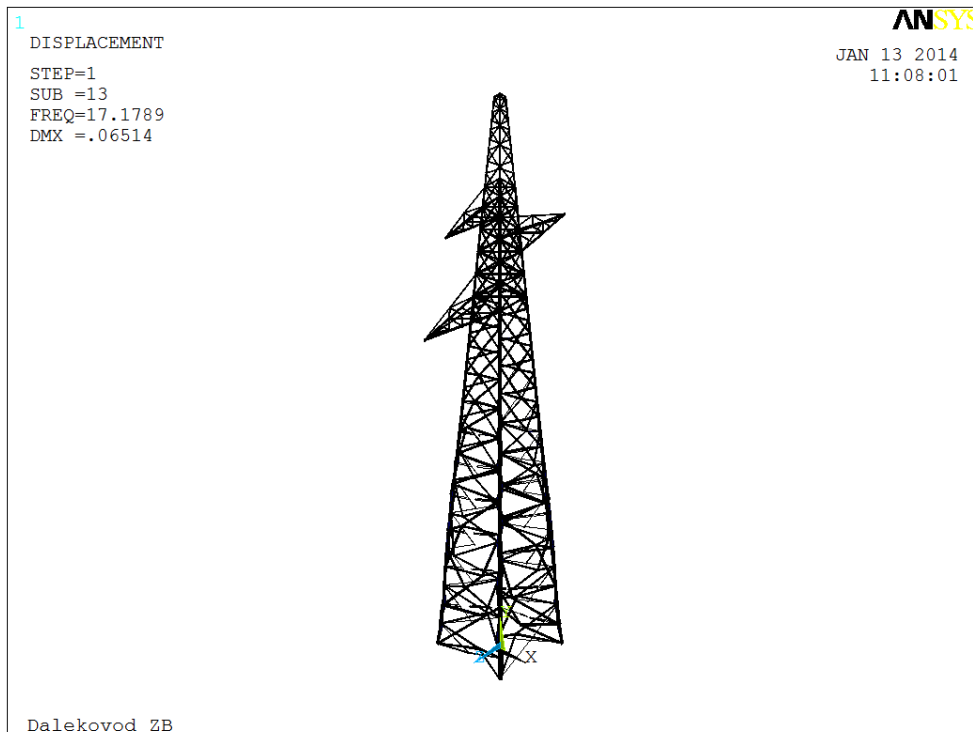 1
DISPLACEMENT
STEP=1
SUB =13
FREQ=17.1789
DMX =.06514
ANSYS
JAN 13 2014
11:08:01
Y
Z
X
Dalekovod ZB